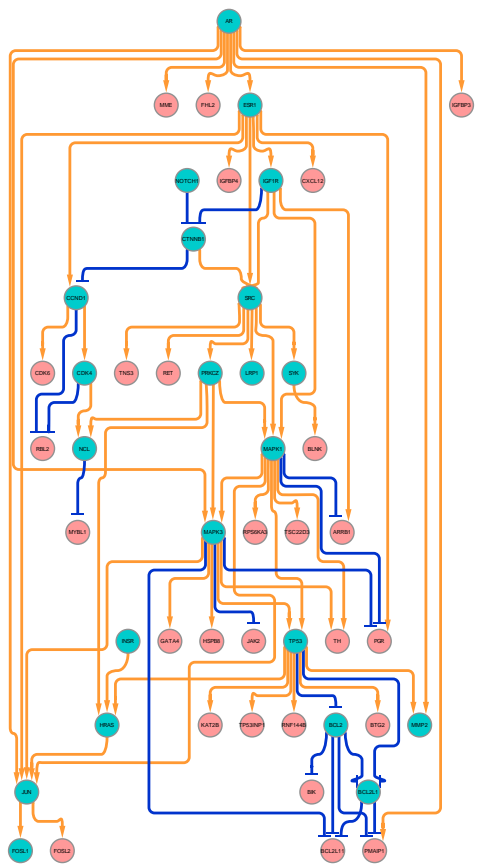 AR
MME
FHL2
ESR1
IGFBP3
NOTCH1
IGFBP4
IGF1R
CXCL12
CTNNB1
CCND1
SRC
CDK6
CDK4
TNS3
RET
PRKCZ
LRP1
SYK
RBL2
NCL
MAPK1
BLNK
MYBL1
MAPK3
RPS6KA3
TSC22D3
ARRB1
INSR
GATA4
HSPB8
JAK2
TP53
TH
PGR
HRAS
KAT2B
TP53INP1
RNF144B
BCL2
BTG2
MMP2
JUN
BIK
BCL2L1
FOSL1
FOSL2
BCL2L11
PMAIP1